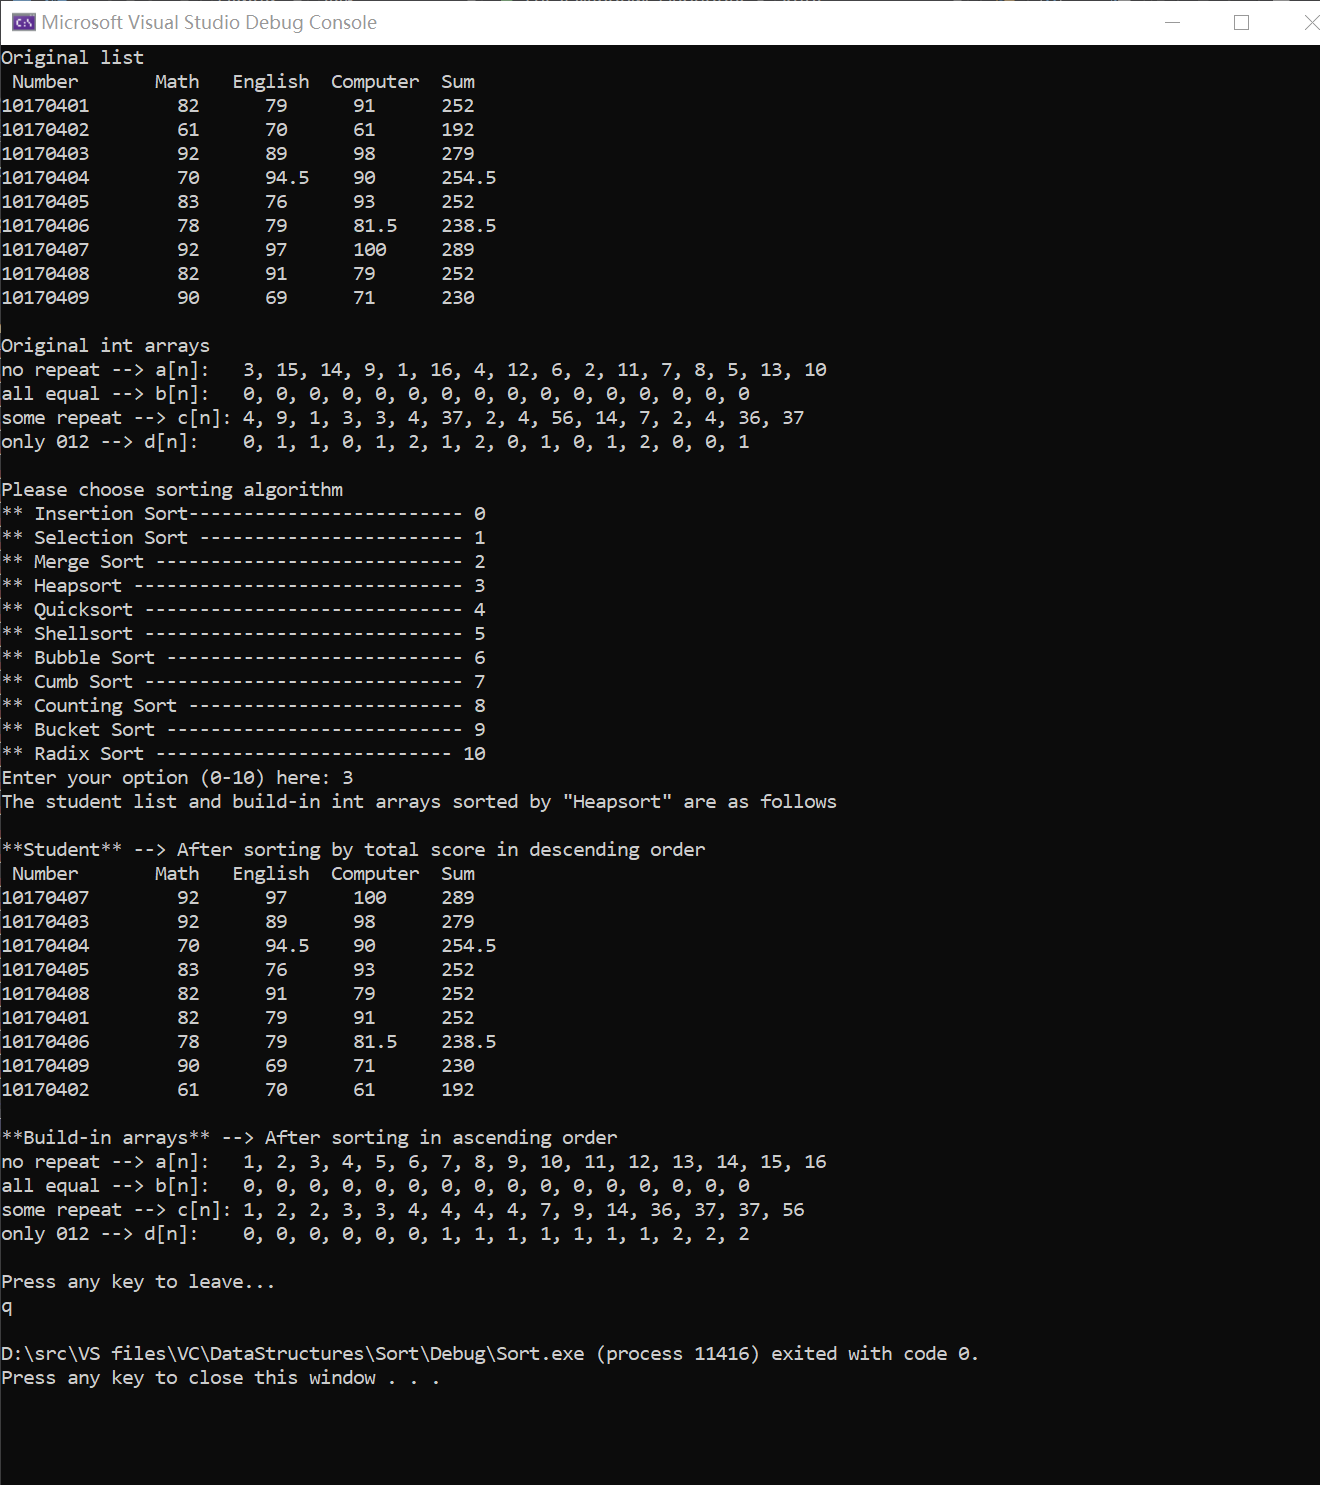 Microsoft Visual Studio Debug Console
Original list
Number Math English Computer Sum
10170401 82 79 91 252
10170402 61 70 61 192
10170403 92 89 98 279
10170404 70 94.5 90 254.5
10170405 83 76 93 252
10170406 78 79 81.5 238.5
10170407 92 97 100 289
10170408 82 91 79 252
10170409 90 69 71 230
Original int arrays
no repeat --> a[n]: 3, 15, 14, 9, 1, 16, 4, 12, 6, 2, 11, 7, 8, 5, 13, 10
all equal --> b[n]: 0, 0, 0, 0, 0, 0, 0, 0, 0, 0, 0, 0, 0, 0, 0, 0
some repeat --> c[n]: 4, 9, 1, 3, 3, 4, 37, 2, 4, 56, 14, 7, 2, 4, 36, 37
only 012 --> d[n]: 0, 1, 1, 0, 1, 2, 1, 2, 0, 1, 0, 1, 2, 0, 0, 1
Please choose sorting algorithm
** Insertion Sort------------------------- 0
** Selection Sort ------------------------ 1
** Merge Sort ---------------------------- 2
** Heapsort ------------------------------ 3
** Quicksort ----------------------------- 4
** Shellsort ----------------------------- 5
** Bubble Sort --------------------------- 6
** Cumb Sort ----------------------------- 7
** Counting Sort ------------------------- 8
** Bucket Sort --------------------------- 9
** Radix Sort --------------------------- 10
Enter your option (0-10) here: 3
The student list and build-in int arrays sorted by "Heapsort" are as follows
**Student** --> After sorting by total score in descending order
Number Math English Computer Sum
10170407 92 97 100 289
10170403 92 89 98 279
10170404 70 94.5 90 254.5
10170405 83 76 93 252
10170408 82 91 79 252
10170401 82 79 91 252
10170406 78 79 81.5 238.5
10170409 90 69 71 230
10170402 61 70 61 192
**Build-in arrays** --> After sorting in ascending order
no repeat --> a[n]: 1, 2, 3, 4, 5, 6, 7, 8, 9, 10, 11, 12, 13, 14, 15, 16
all equal --> b[n]: 0, 0, 0, 0, 0, 0, 0, 0, 0, 0, 0, 0, 0, 0, 0, 0
some repeat --> c[n]: 1, 2, 2, 3, 3, 4, 4, 4, 4, 7, 9, 14, 36, 37, 37, 56
only 012 --> d[n]: 0, 0, 0, 0, 0, 0, 1, 1, 1, 1, 1, 1, 1, 2, 2, 2
Press any key to leave...
q
D:\src\VS files\VC\DataStructures\Sort\Debug\Sort.exe (process 11416) exited with code 0.
Press any key to close this window . . .